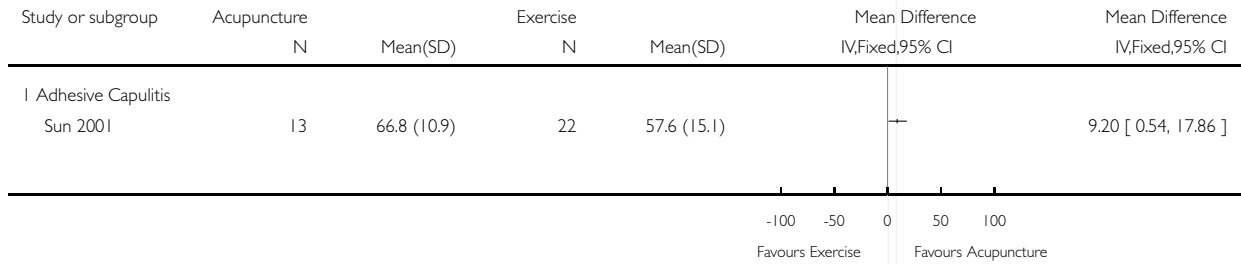 Study or subgroup Acupuncture Exercise Mean Difference Mean Difference
N Mean(SD) N Mean(SD) IV,Fixed,95% CI IV,Fixed,95% CI
1 Adhesive Capulitis
Sun 2001 13 66.8 (10.9) 22 57.6 (15.1) 9.20 [ 0.54, 17.86 ]
-100 -50 0 50 100
Favours Exercise Favours Acupuncture